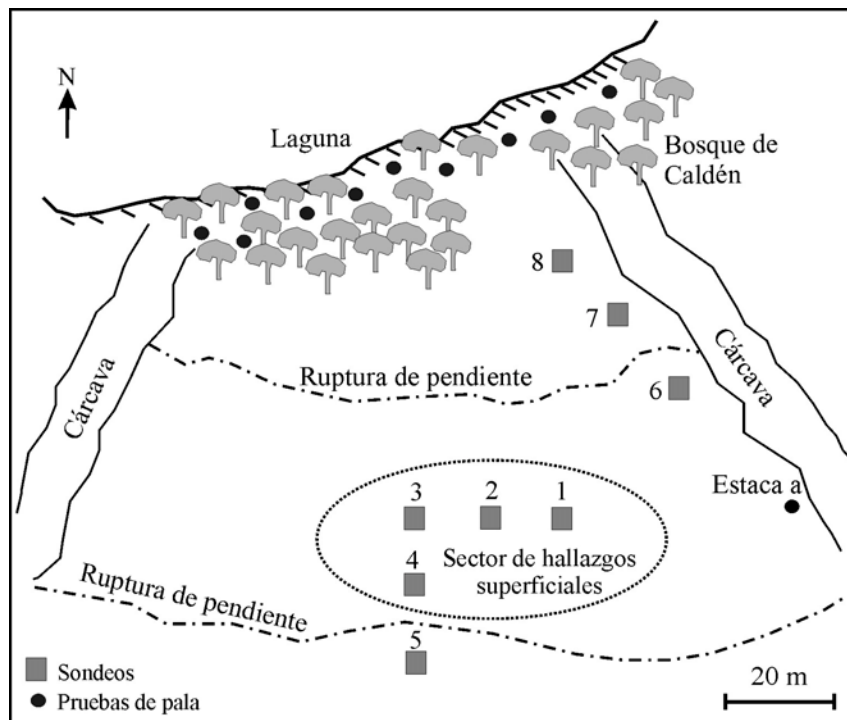 N
Laguna
Bosque de
Caldén
8
7
Cárcava
Ruptura de pendiente
6
Cárcava
Estaca a
3
2
1
4
Sector de hallazgos
superficiales
Ruptura de pendiente
5
Sondeos
Pruebas de pala
20 m